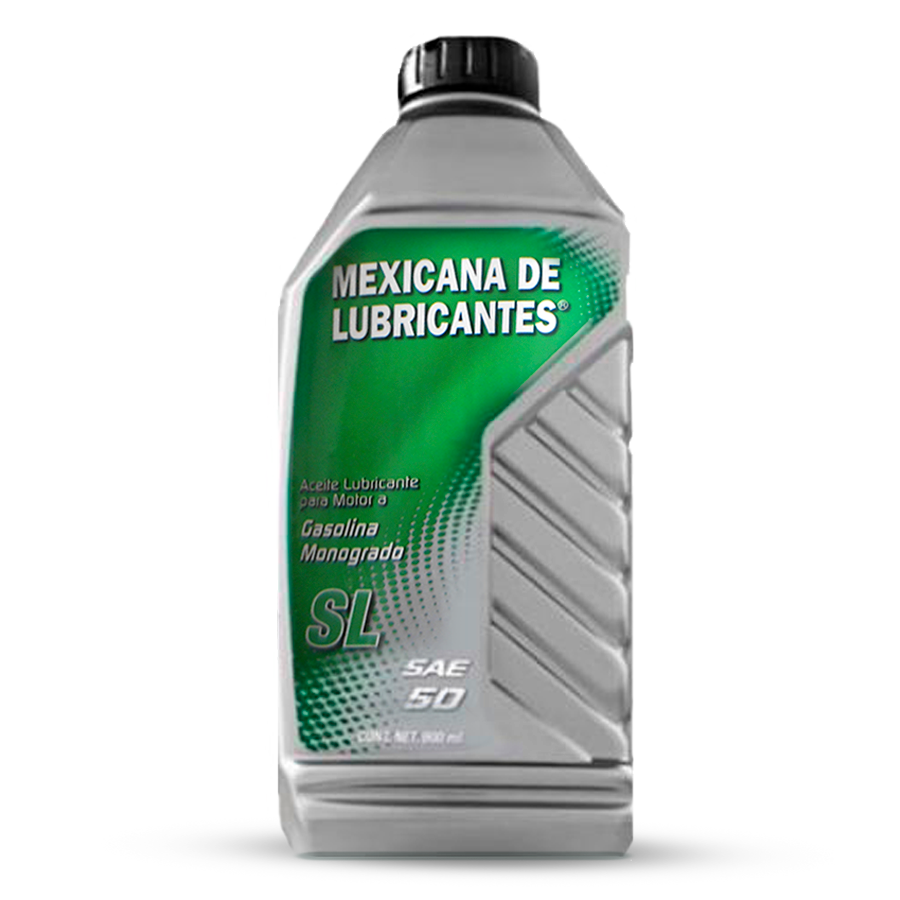 MEXICANA DE
LUBRICANTES®
Aceite Lubricante
para Motor a
Gasolina
Monogrado
SL
SAE
50
CONT. NET. 900 ml